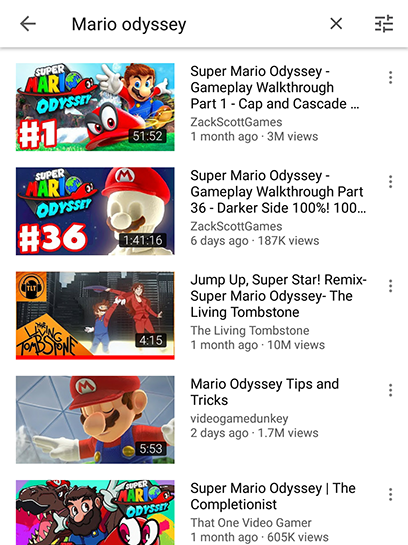 Mario odyssey
SUPER
MARIO
ODYSSEY
#1
51:52
Super Mario Odyssey -
Gameplay Walkthrough
Part 1 - Cap and Cascade ...
ZackScottGames
1 month ago · 3M views
SUPER
MARIO
ODYSSEY
#36
1:41:16
Super Mario Odyssey -
Gameplay Walkthrough Part
36 - Darker Side 100%! 100...
ZackScottGames
6 days ago · 187K views
TLT
THE
LIVING
TOMBSTONE
4:15
Jump Up, Super Star! Remix-
Super Mario Odyssey- The
Living Tombstone
The Living Tombstone
1 month ago · 10M views
M
5:53
Mario Odyssey Tips and
Tricks
videogamedunkey
2 days ago · 1.7M views
SUPER
MARIO
ODYSSEY
Super Mario Odyssey | The
Completionist
That One Video Gamer
1 month ago · 605K views